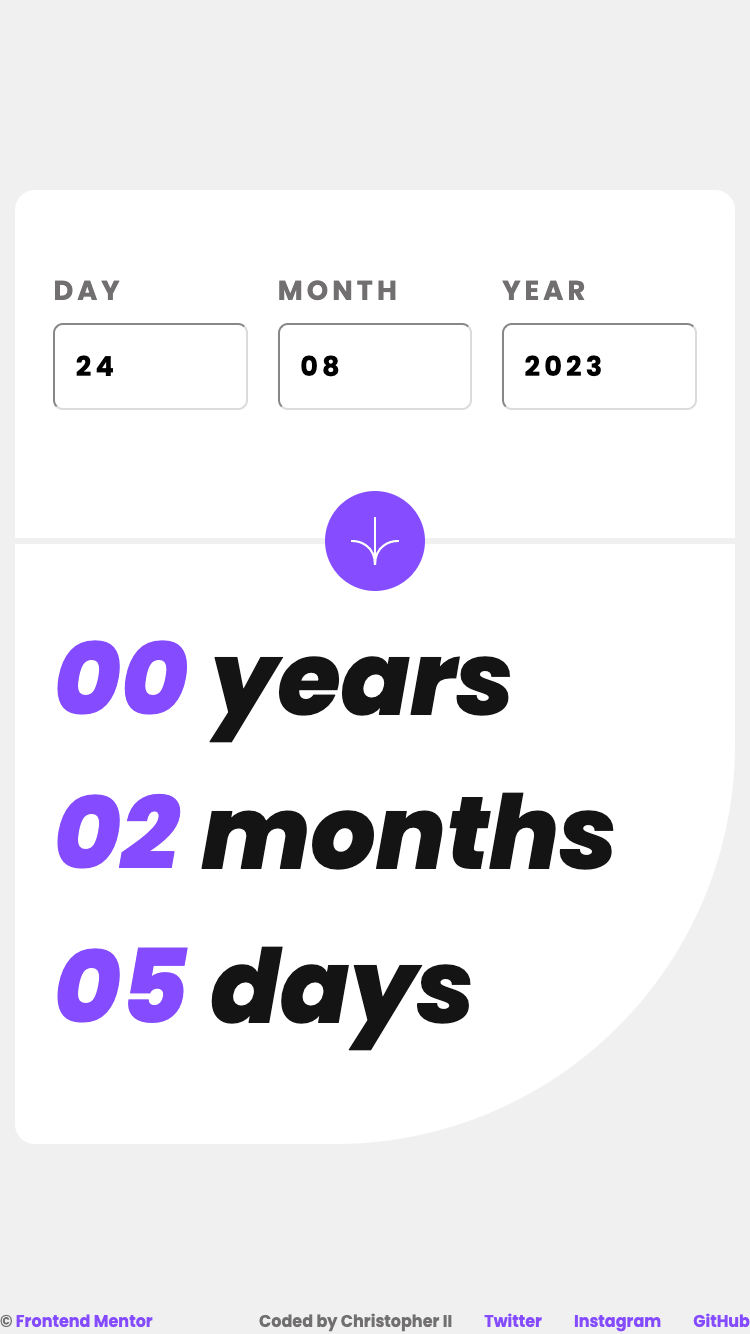 DAY MONTH YEAR
24 08 2023
00 years
02 months
05 days
© Frontend Mentor Coded by Christopher II Twitter Instagram GitHub